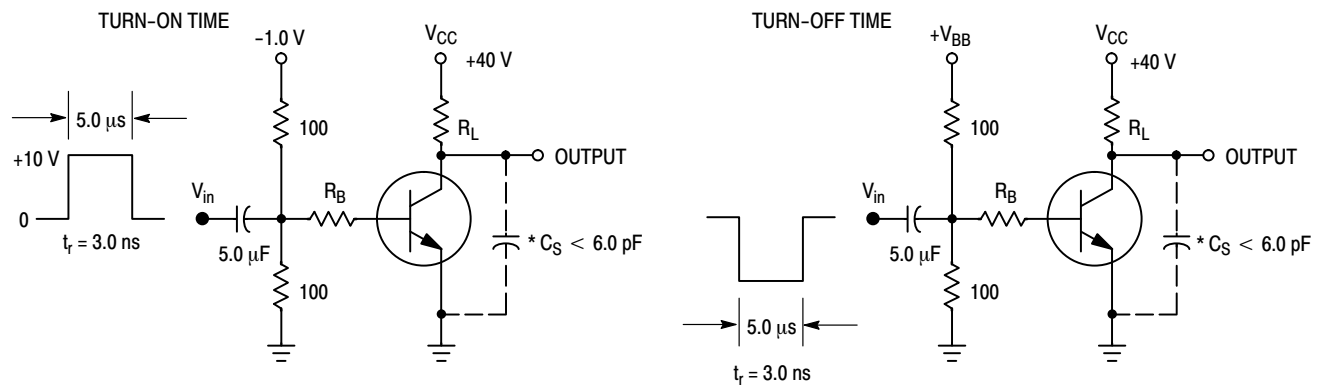 TURN-ON TIME
-1.0 V
VCC
+40 V
5.0 μs
100
RL
+10 V
OUTPUT
Vin
RB
0
tr = 3.0 ns
5.0 μF
* CS < 6.0 pF
100
TURN-OFF TIME
+VBB
VCC
+40 V
100
RL
OUTPUT
Vin
RB
5.0 μF
* CS < 6.0 pF
100
5.0 μs
tr = 3.0 ns